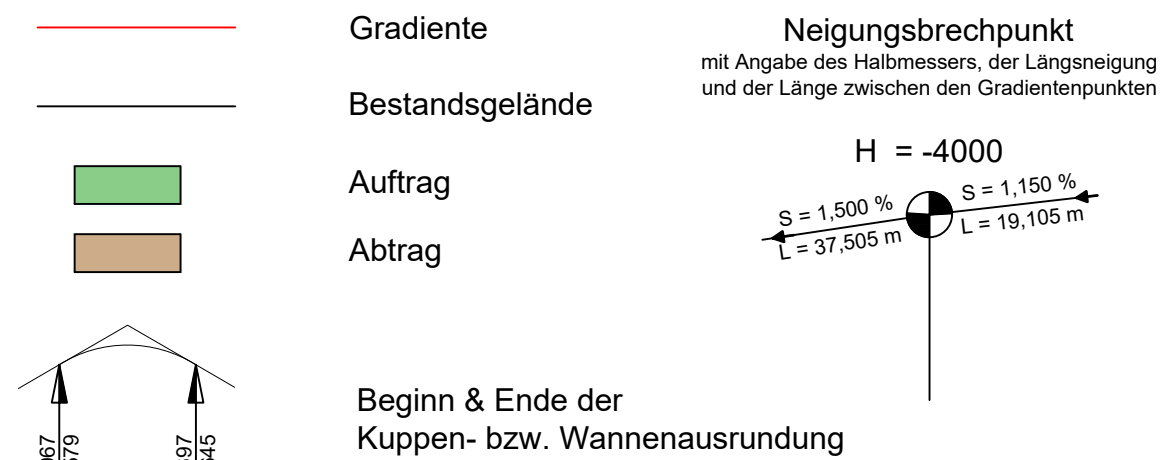 Gradiente
Bestandsgelände
Auftrag
Abtrag
Beginn & Ende der
Kuppen- bzw. Wannenausrundung
Neigungsbrechpunkt
mit Angabe des Halbmessers, der Längsneigung
und der Länge zwischen den Gradientenpunkten
H = -4000
S = 1,500 %
L = 37,505 m
S = 1,150 %
L = 19,105 m